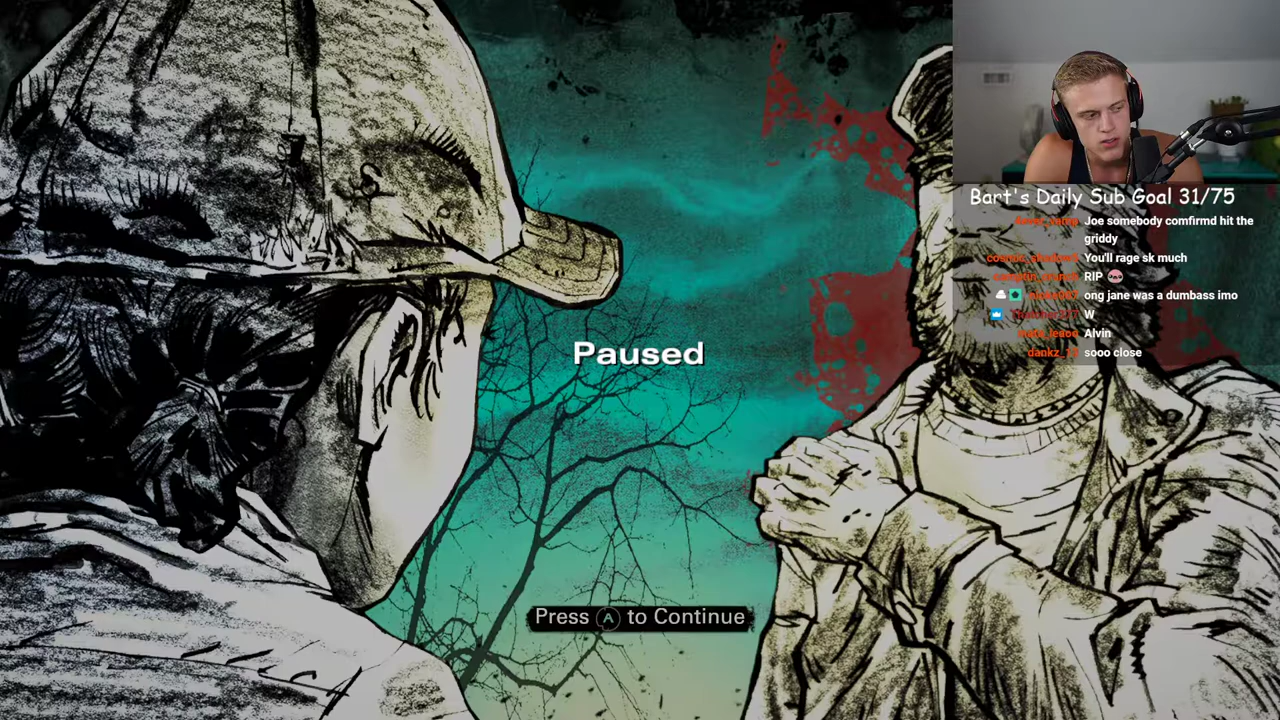 Bart's Daily Sub Goal 31/75
Joe somebody comfirmd hit the
griddy
You'll rage sk much
RIP
ong jane was a dumbass imo
W
Alvin
dankz_11 sooo close
Paused
Press A to Continue